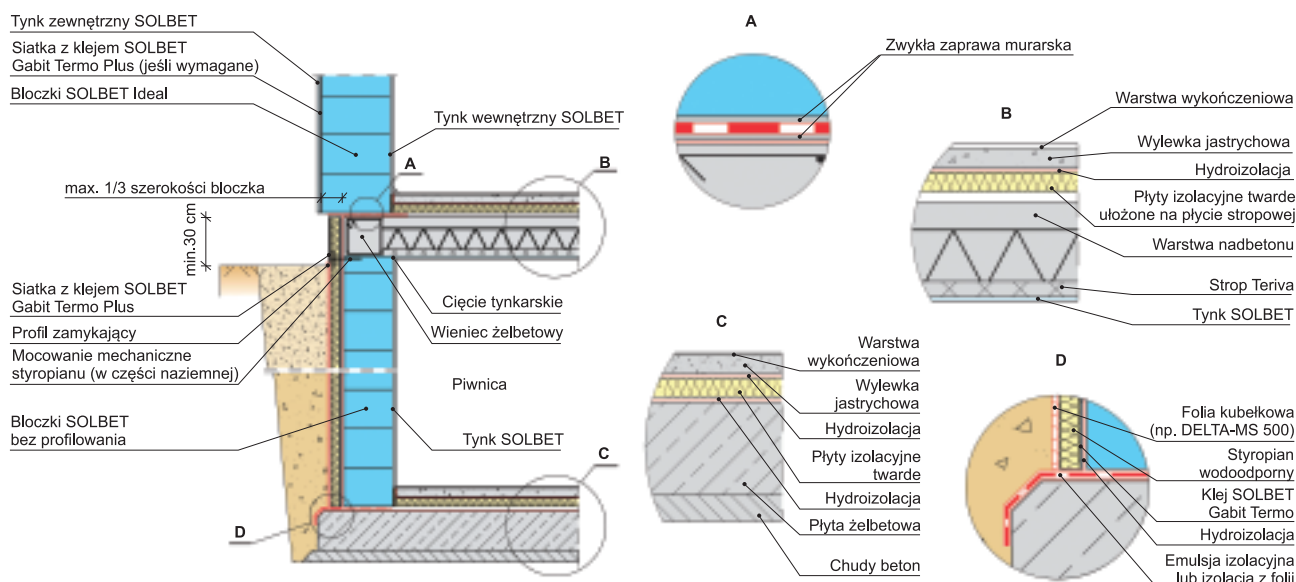 Tynk zewnętrzny SOLBET
Siatka z klejem SOLBET
Gabit Termo Plus (jeśli wymagane)
Bloczki SOLBET Ideal
Tynk wewnętrzny SOLBET
A
B
max. 1/3 szerokości bloczka
min.30 cm
Siatka z klejem SOLBET
Gabit Termo Plus
Profil zamykający
Mocowanie mechaniczne
styropianu (w części naziemnej)
Bloczki SOLBET
bez profilowania
Cięcie tynkarskie
Wieniec żelbetowy
Piwnica
Tynk SOLBET
C
D
A
Zwykła zaprawa murarska
B
Warstwa wykończeniowa
Wylewka jastrychowa
Hydroizolacja
Płyty izolacyjne twarde
ułożone na płycie stropowej
Warstwa nadbetonu
Strop Teriva
Tynk SOLBET
C
Warstwa
wykończeniowa
Wylewka
jastrychowa
Hydroizolacja
Płyty izolacyjne
twarde
Hydroizolacja
Płyta żelbetowa
Chudy beton
D
Folia kubełkowa
(np. DELTA-MS 500)
Styropian
wodoodporny
Klej SOLBET
Gabit Termo
Hydroizolacja
Emulsja izolacyjna
lub izolacja z folii